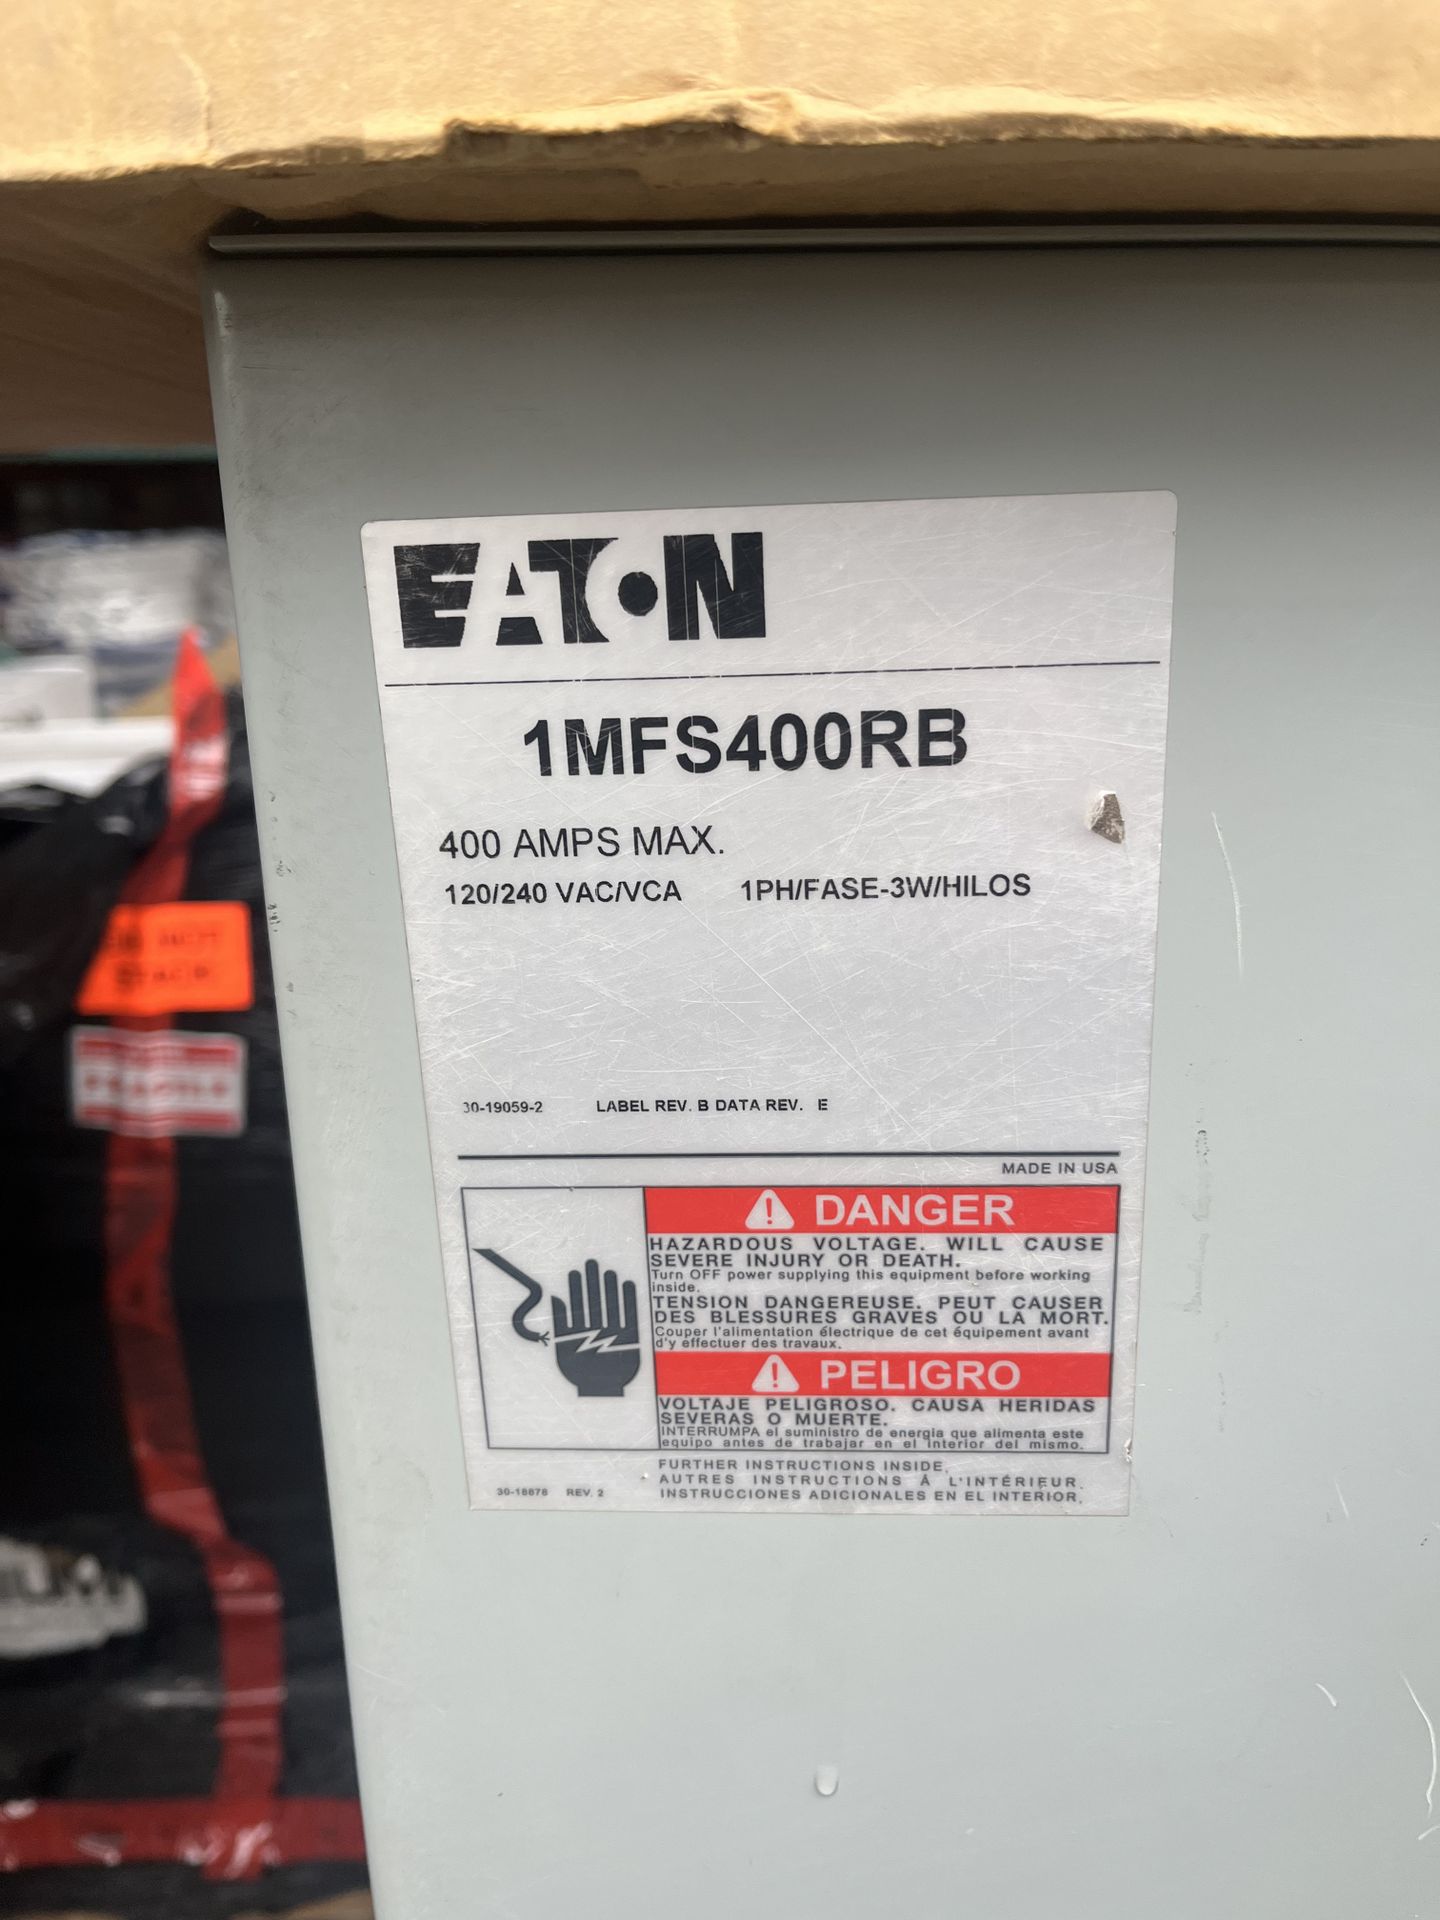 EATON
1MFS400RB
400 AMPS MAX.
120/240 VAC/VCA 1PH/FASE-3W/HILOS
30-19059-2 LABEL REV. B DATA REV. E
MADE IN USA
DANGER
HAZARDOUS VOLTAGE. WILL CAUSE
SEVERE INJURY OR DEATH.
Turn OFF power supplying this equipment before working
inside.
TENSION DANGEREUSE. PEUT CAUSER
DES BLESSURES GRAVES OU LA MORT.
Couper l'alimentation électrique de cet équipement avant
d'y effectuer des travaux.
PELIGRO
VOLTAJE PELIGROSO. CAUSA HERIDAS
SEVERAS O MUERTE.
INTERRUMPA el suministro de energia que alimenta este
equipo antes de trabajar en el interior del mismo.
FURTHER INSTRUCTIONS INSIDE.
AUTRES INSTRUCTIONS À L'INTÉRIEUR.
30-18678 REV. 2 INSTRUCCIONES ADICIONALES EN EL INTERIOR.